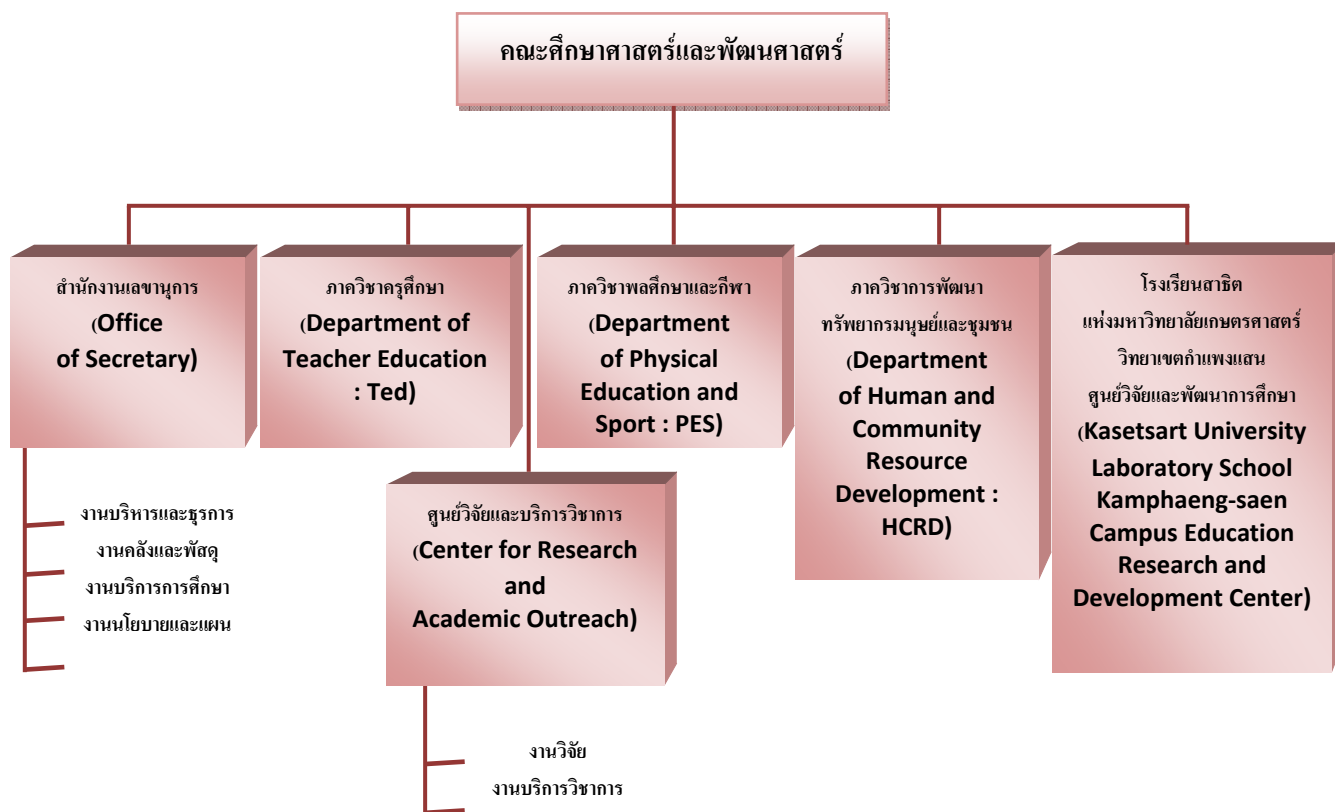 คณะศึกษาศาสตร์และพัฒนศาสตร์
สำนักงานเลขานุการ
(Office
of Secretary)
งานบริหารและธุรการ
งานคลังและพัสดุ
งานบริการการศึกษา
งานนโยบายและแผน
ภาควิชาครุศึกษา
(Department of
Teacher Education
: Ted)
ศูนย์วิจัยและบริการวิชาการ
(Center for Research
and
Academic Outreach)
งานวิจัย
งานบริการวิชาการ
ภาควิชาพลศึกษาและกีฬา
(Department
of Physical
Education and
Sport : PES)
ภาควิชาการพัฒนา
ทรัพยากรมนุษย์และชุมชน
(Department
of Human and
Community
Resource
Development :
HCRD)
โรงเรียนสาธิต
แห่งมหาวิทยาลัยเกษตรศาสตร์
วิทยาเขตกำแพงแสน
ศูนย์วิจัยและพัฒนาการศึกษา
(Kasetsart University
Laboratory School
Kamphaeng-saen
Campus Education
Research and
Development Center)